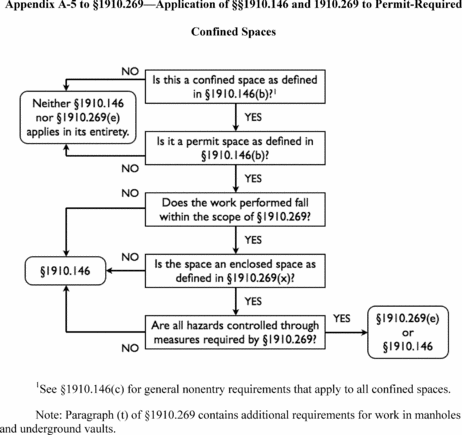 Appendix A-5 to §1910.269—Application of §§1910.146 and 1910.269 to Permit-Required
Confined Spaces
NO
Is this a confined space as defined
in §1910.146(b)?¹
Neither §1910.146
nor §1910.269(e)
applies in its entirety.
YES
Is it a permit space as defined in
§1910.146(b)?
NO
YES
Does the work performed fall
within the scope of §1910.269?
NO
YES
§1910.146
NO
Is the space an enclosed space as
defined in §1910.269(x)?
YES
Are all hazards controlled through
measures required by §1910.269?
NO
YES
§1910.269(e)
or
§1910.146
¹See §1910.146(c) for general nonentry requirements that apply to all confined spaces.
Note: Paragraph (t) of §1910.269 contains additional requirements for work in manholes
and underground vaults.